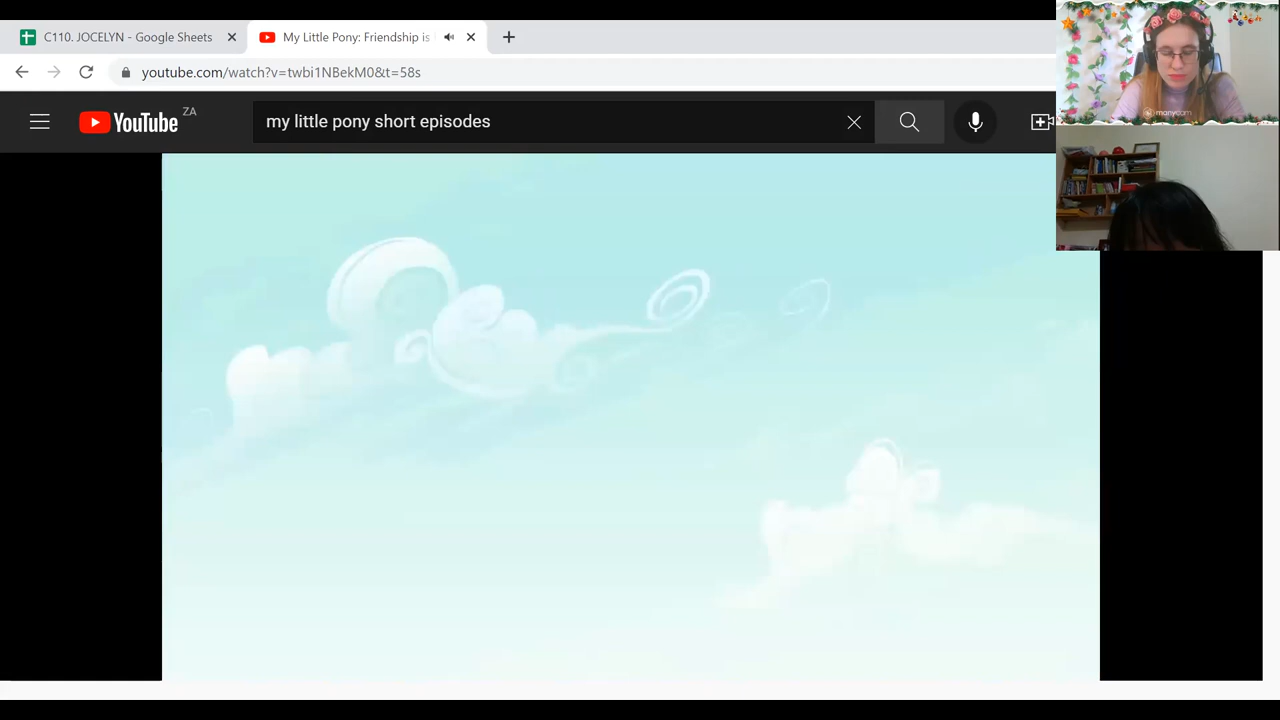 C110. JOCELYN - Google Sheets
My Little Pony: Friendship is
youtube.com/watch?v=twbi1NBekM0&t=58s
YouTube ZA
my little pony short episodes
manycam